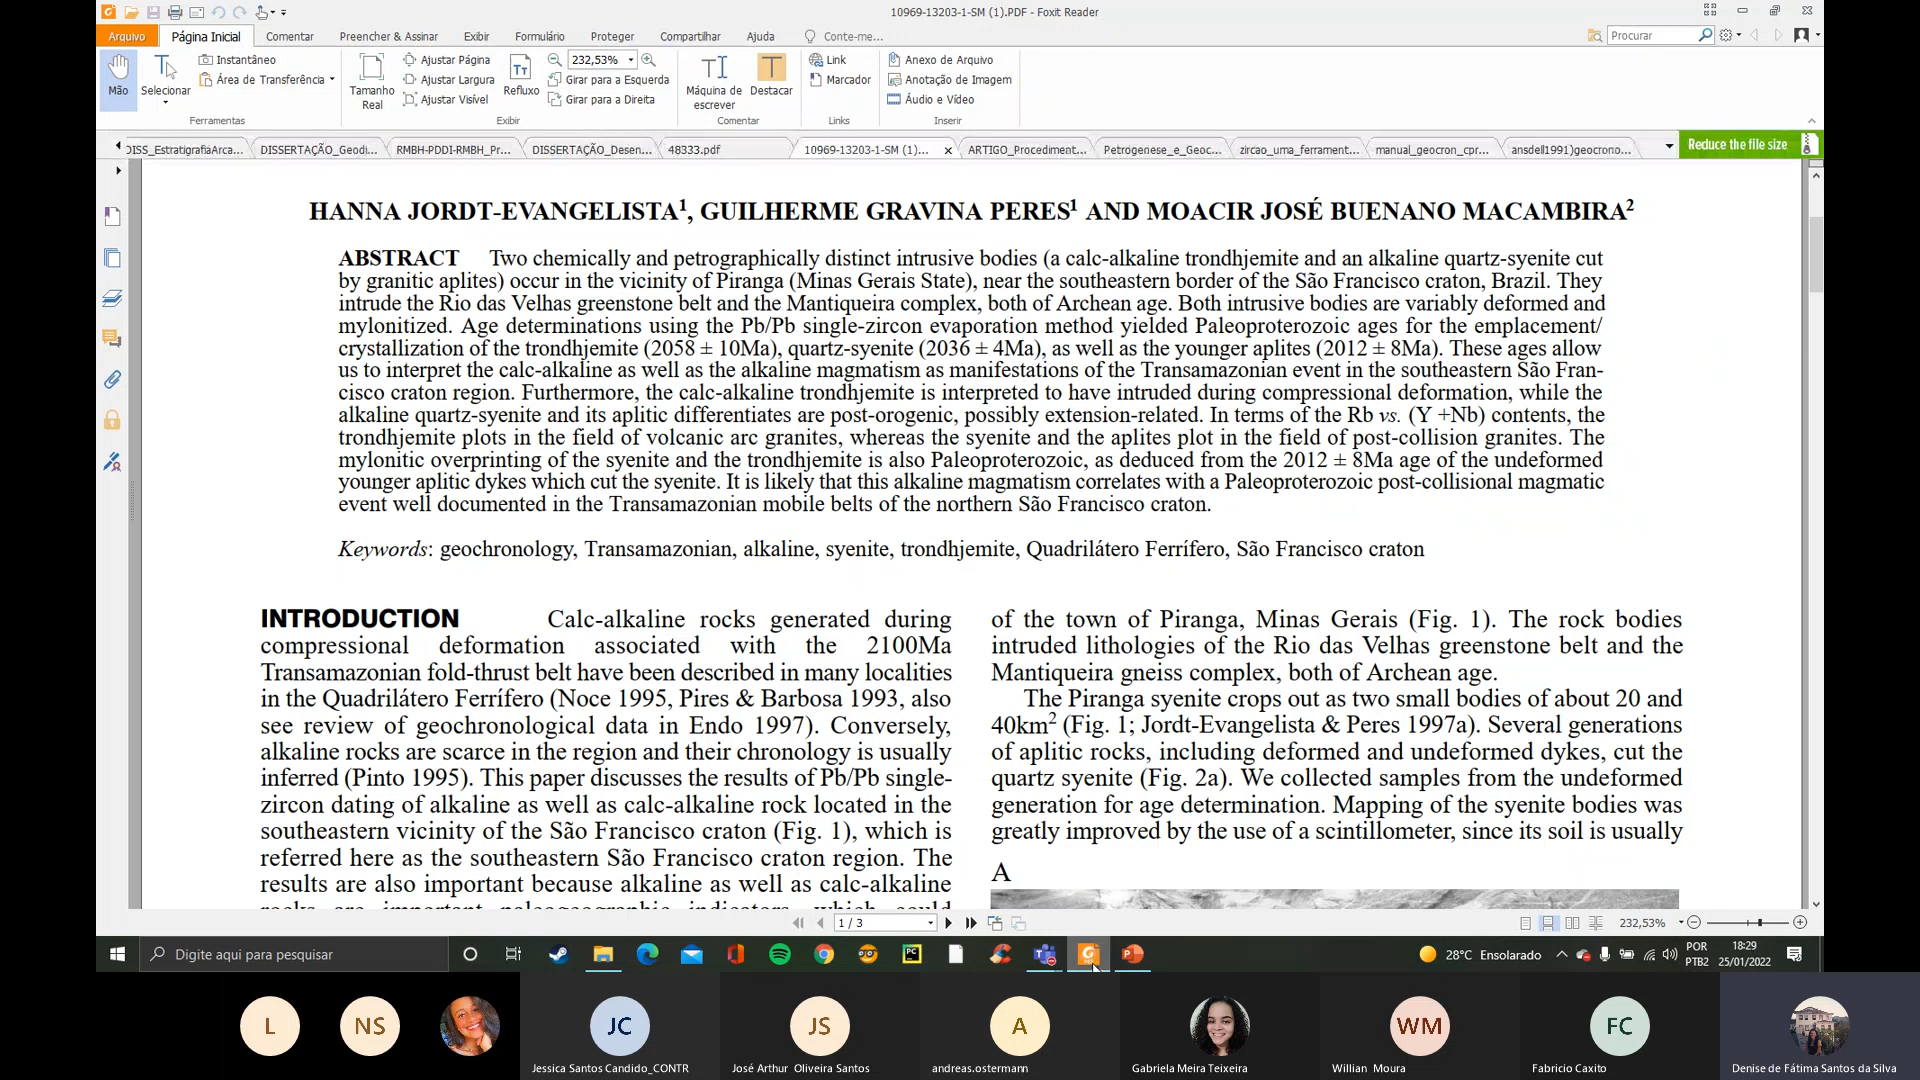 10969-13203-1-SM (1).PDF - Foxit Reader
Arquivo
Página Inicial
Comentar
Preencher & Assinar
Exibir
Formulário
Proteger
Compartilhar
Ajuda
Conte-me...
Procurar
Mão
Selecionar
Instantâneo
Área de Transferência
Ferramentas
Tamanho
Real
Ajustar Página
Ajustar Largura
Ajustar Visível
Refluxo
232,53%
Girar para a Esquerda
Girar para a Direita
Exibir
Máquina de
escrever
Destacar
Comentar
Link
Marcador
Links
Anexo de Arquivo
Anotação de Imagem
Áudio e Vídeo
Inserir
DISS_EstratigrafiaArca...
DISSERTAÇÃO_Geodi...
RMBH-PDDI-RMBH_Pr...
DISSERTAÇÃO_Desen...
48333.pdf
10969-13203-1-SM (1)...
ARTIGO_Procediment...
Petrogenese_e_Geoc...
zircao_uma_ferrament...
manual_geocron_cpr...
ansdell1991)geocrono...
Reduce the file size
HANNA JORDT-EVANGELISTA1, GUILHERME GRAVINA PERES1 AND MOACIR JOSÉ BUENANO MACAMBIRA2
ABSTRACT Two chemically and petrographically distinct intrusive bodies (a calc-alkaline trondhjemite and an alkaline quartz-syenite cut
by granitic aplites) occur in the vicinity of Piranga (Minas Gerais State), near the southeastern border of the São Francisco craton, Brazil. They
intrude the Rio das Velhas greenstone belt and the Mantiqueira complex, both of Archean age. Both intrusive bodies are variably deformed and
mylonitized. Age determinations using the Pb/Pb single-zircon evaporation method yielded Paleoproterozoic ages for the emplacement/
crystallization of the trondhjemite (2058 ± 10Ma), quartz-syenite (2036 ± 4Ma), as well as the younger aplites (2012 ± 8Ma). These ages allow
us to interpret the calc-alkaline as well as the alkaline magmatism as manifestations of the Transamazonian event in the southeastern São Fran-
cisco craton region. Furthermore, the calc-alkaline trondhjemite is interpreted to have intruded during compressional deformation, while the
alkaline quartz-syenite and its aplitic differentiates are post-orogenic, possibly extension-related. In terms of the Rb vs. (Y +Nb) contents, the
trondhjemite plots in the field of volcanic arc granites, whereas the syenite and the aplites plot in the field of post-collision granites. The
mylonitic overprinting of the syenite and the trondhjemite is also Paleoproterozoic, as deduced from the 2012 ± 8Ma age of the undeformed
younger aplitic dykes which cut the syenite. It is likely that this alkaline magmatism correlates with a Paleoproterozoic post-collisional magmatic
event well documented in the Transamazonian mobile belts of the northern São Francisco craton.
Keywords: geochronology, Transamazonian, alkaline, syenite, trondhjemite, Quadrilátero Ferrífero, São Francisco craton
INTRODUCTION Calc-alkaline rocks generated during
compressional deformation associated with the 2100Ma
Transamazonian fold-thrust belt have been described in many localities
in the Quadrilátero Ferrífero (Noce 1995, Pires & Barbosa 1993, also
see review of geochronological data in Endo 1997). Conversely,
alkaline rocks are scarce in the region and their chronology is usually
inferred (Pinto 1995). This paper discusses the results of Pb/Pb single-
zircon dating of alkaline as well as calc-alkaline rock located in the
southeastern vicinity of the São Francisco craton (Fig. 1), which is
referred here as the southeastern São Francisco craton region. The
results are also important because alkaline as well as calc-alkaline
rocks are important paleogeographic indicators, which could
of the town of Piranga, Minas Gerais (Fig. 1). The rock bodies
intruded lithologies of the Rio das Velhas greenstone belt and the
Mantiqueira gneiss complex, both of Archean age.
The Piranga syenite crops out as two small bodies of about 20 and
40km2 (Fig. 1; Jordt-Evangelista & Peres 1997a). Several generations
of aplitic rocks, including deformed and undeformed dykes, cut the
quartz syenite (Fig. 2a). We collected samples from the undeformed
generation for age determination. Mapping of the syenite bodies was
greatly improved by the use of a scintillometer, since its soil is usually
A
1 / 3
232,53%
Digite aqui para pesquisar
28°C Ensolarado
POR
PTB2
18:29
25/01/2022
L
NS
JC
JS
A
WM
FC
Jessica Santos Candido_CONTR
José Arthur Oliveira Santos
andreas.ostermann
Gabriela Meira Teixeira
Willian Moura
Fabricio Caxito
Denise de Fátima Santos da Silva